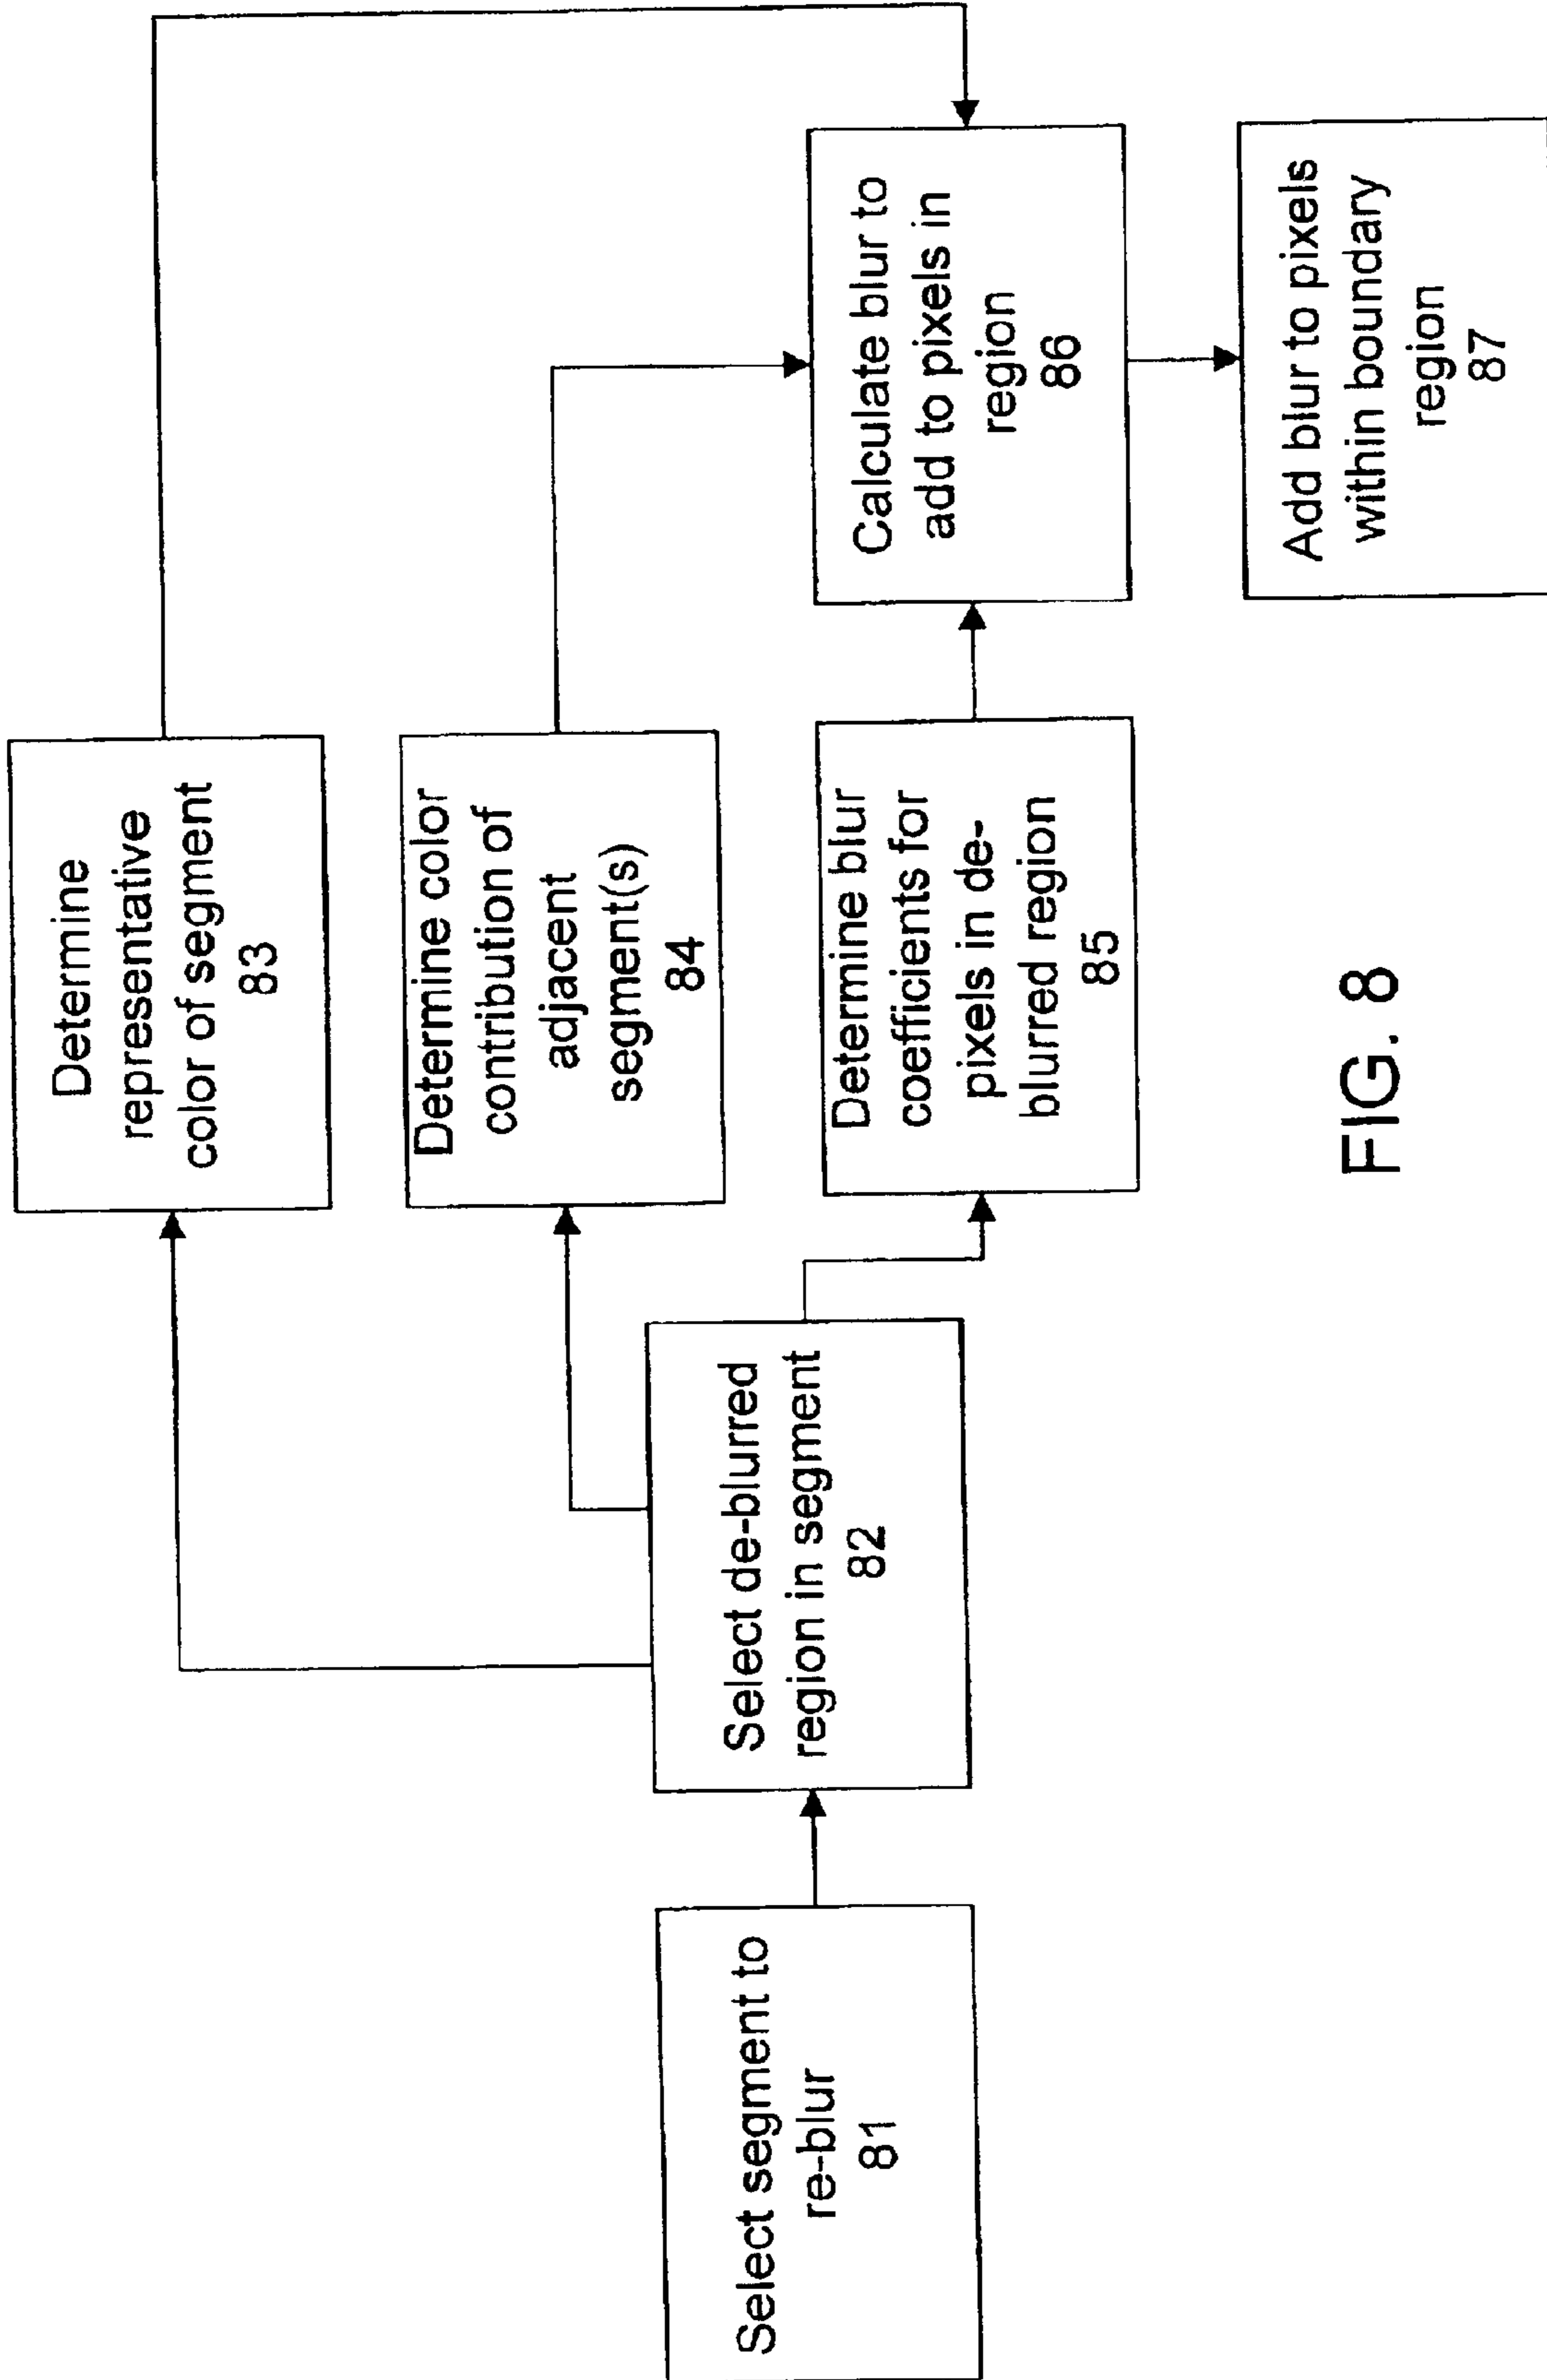 Select segment to
re-blur
81
Select de-blurred
region in segment
82
Determine
representative
color of segment
83
Determine color
contribution of
adjacent
segment(s)
84
Determine blur
coefficients for
pixels in de-
blurred region
85
Calculate blur to
add to pixels in
region
86
Add blur to pixels
within boundary
region
87
FIG. 8